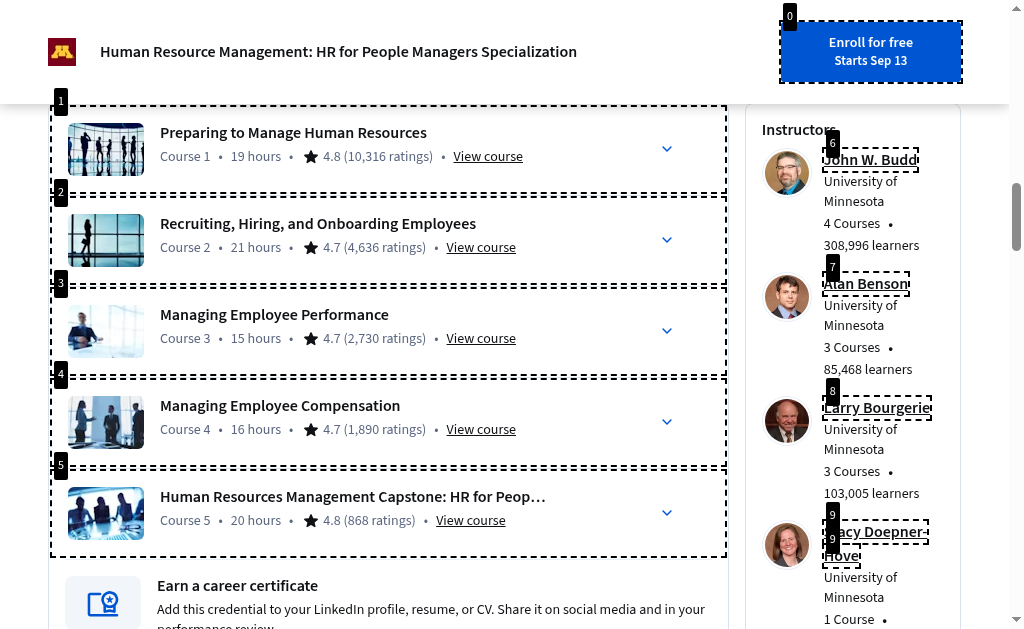 Human Resource Management: HR for People Managers Specialization
0
Enroll for free
Starts Sep 13
1
Preparing to Manage Human Resources
Course 1 • 19 hours • 4.8 (10,316 ratings) • View course
2
Recruiting, Hiring, and Onboarding Employees
Course 2 • 21 hours • 4.7 (4,636 ratings) • View course
3
Managing Employee Performance
Course 3 • 15 hours • 4.7 (2,730 ratings) • View course
4
Managing Employee Compensation
Course 4 • 16 hours • 4.7 (1,890 ratings) • View course
5
Human Resources Management Capstone: HR for Peop…
Course 5 • 20 hours • 4.8 (868 ratings) • View course
Earn a career certificate
Add this credential to your LinkedIn profile, resume, or CV. Share it on social media and in your
performance review.
Instructors
6
John W. Budd
University of
Minnesota
4 Courses •
308,996 learners
7
Alan Benson
University of
Minnesota
3 Courses •
85,468 learners
8
Larry Bourgerie
University of
Minnesota
3 Courses •
103,005 learners
9
Doepner-
9
Hove
University of
Minnesota
1 Course •